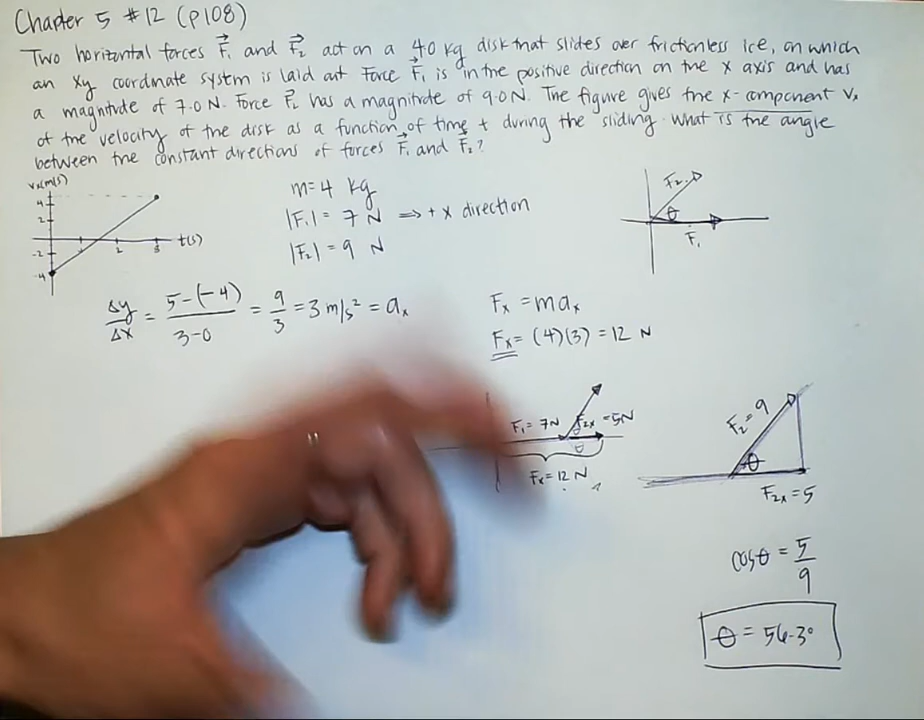 Chapter 5 #12 (p108)
Two horizontal forces F₁ and F₂ act on a 4.0 kg disk that slides over frictionless ice, on which
an xy coordinate system is laid out Force F₁ is in the positive direction on the x axis and has
a magnitude of 7.0 N. Force F₂ has a magnitude of 9.0 N. The figure gives the x-component Vₓ
of the velocity of the disk as a function of time t during the sliding. What is the angle
between the constant directions of forces F₁ and F₂?
vₓ(m/s)
4
2
-2
-4
2
3
t(s)
m=4 kg
|F₁| = 7 N ⇒ + x direction
|F₂| = 9 N
F₂
θ
F₁
Δy/Δx = 5-(-4)/3-0 = 9/3 = 3 m/s² = aₓ
Fₓ = maₓ
Fₓ = (4)(3) = 12 N
F₁ = 7N
F₂ₓ = 5N
θ
Fₓ = 12 N
F₂ = 9
θ
F₂ₓ = 5
cosθ = 5/9
θ = 56.3°